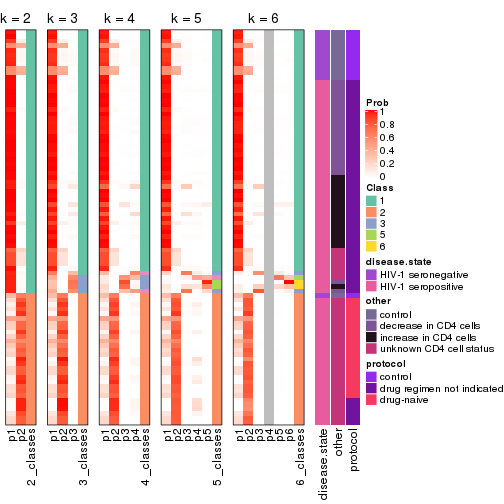 k = 2
k = 3
k = 4
k = 5
k = 6
Prob
1
0.8
0.6
0.4
0.2
0
Class
1
2
3
5
6
disease.state
HIV-1 seronegative
HIV-1 seropositive
other
control
decrease in CD4 cells
increase in CD4 cells
unknown CD4 cell status
protocol
control
drug regimen not indicated
drug-naive
p1
p2
2_classes
p1
p2
p3
3_classes
p1
p2
p3
p4
4_classes
p1
p2
p3
p4
p5
5_classes
p1
p2
p3
p4
p5
p6
6_classes
disease.state
other
protocol